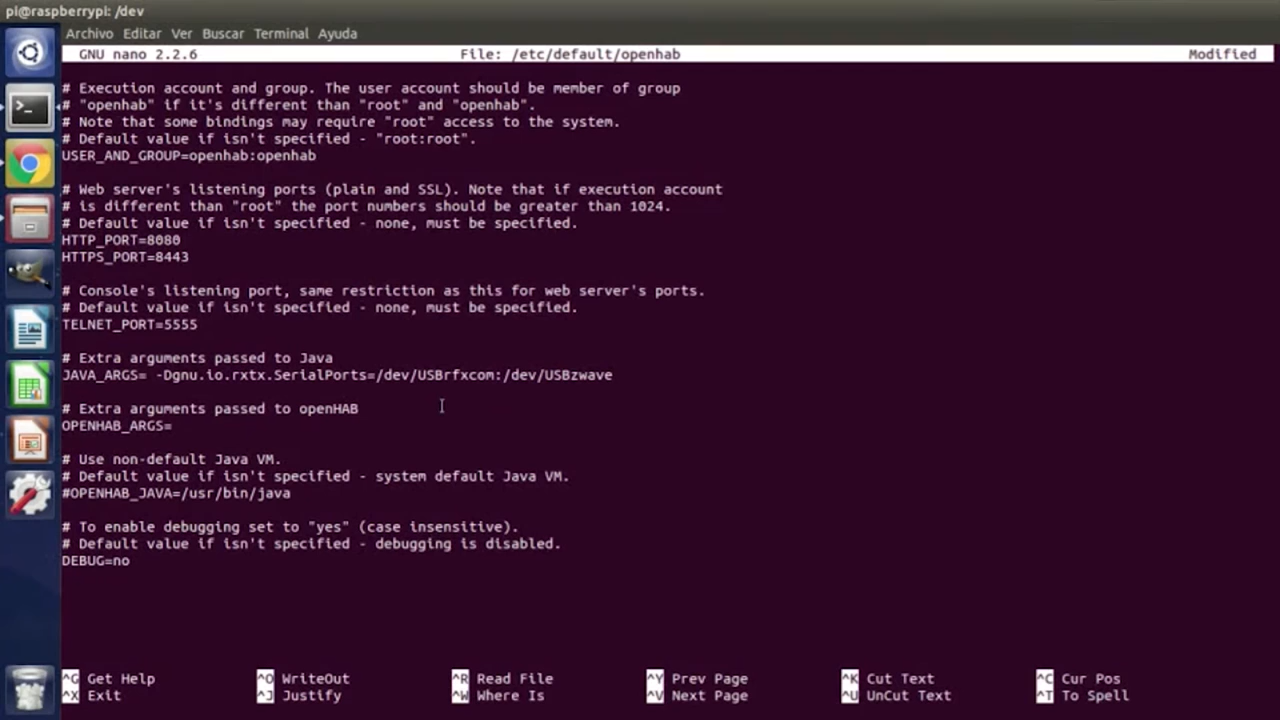 pi@raspberrypi: /dev
Archivo Editar Ver Buscar Terminal Ayuda
GNU nano 2.2.6 File: /etc/default/openhab Modified
# Execution account and group. The user account should be member of group
# "openhab" if it's different than "root" and "openhab".
# Note that some bindings may require "root" access to the system.
# Default value if isn't specified - "root:root".
USER_AND_GROUP=openhab:openhab
# Web server's listening ports (plain and SSL). Note that if execution account
# is different than "root" the port numbers should be greater than 1024.
# Default value if isn't specified - none, must be specified.
HTTP_PORT=8080
HTTPS_PORT=8443
# Console's listening port, same restriction as this for web server's ports.
# Default value if isn't specified - none, must be specified.
TELNET_PORT=5555
# Extra arguments passed to Java
JAVA_ARGS= -Dgnu.io.rxtx.SerialPorts=/dev/USBrfxcom:/dev/USBzwave
# Extra arguments passed to openHAB
OPENHAB_ARGS=
# Use non-default Java VM.
# Default value if isn't specified - system default Java VM.
#OPENHAB_JAVA=/usr/bin/java
# To enable debugging set to "yes" (case insensitive).
# Default value if isn't specified - debugging is disabled.
DEBUG=no
^G Get Help ^O WriteOut ^R Read File ^Y Prev Page ^K Cut Text ^C Cur Pos
^X Exit ^J Justify ^W Where Is ^V Next Page ^U UnCut Text ^T To Spell